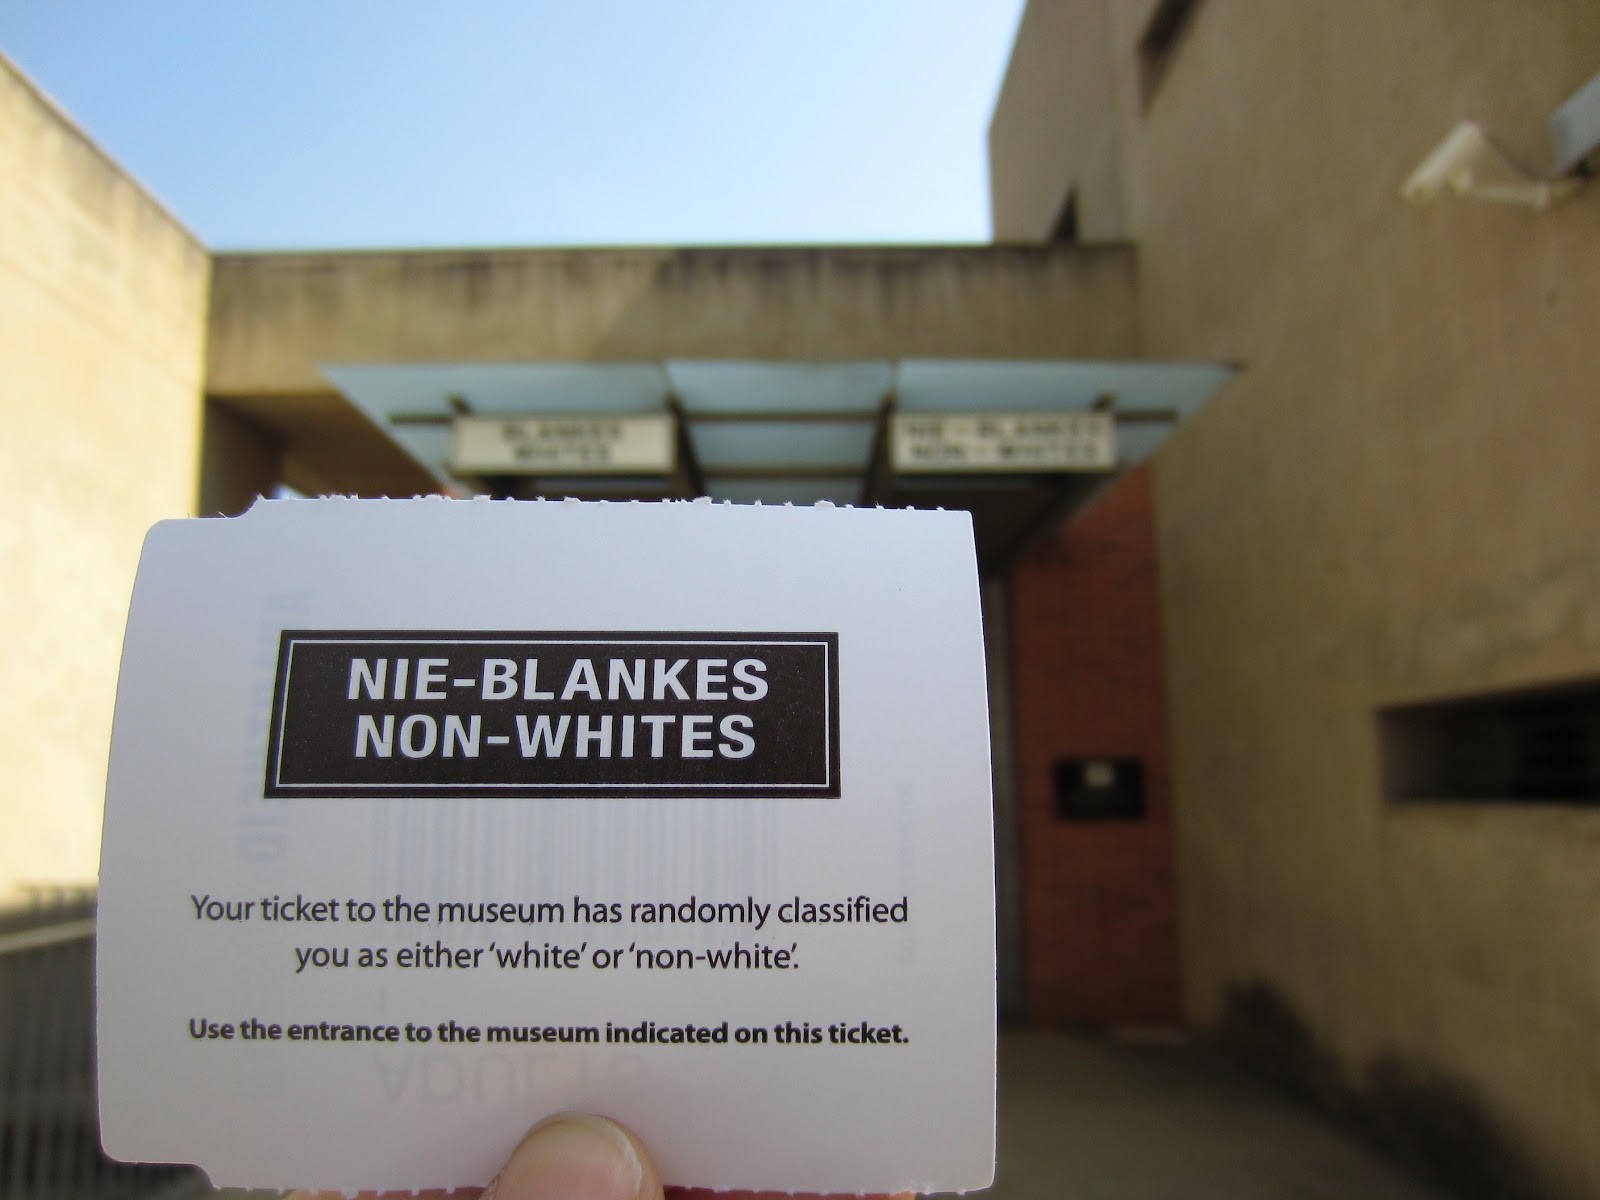 BLANKES
WHITES
NIE-BLANKES
NON-WHITES
NIE-BLANKES
NON-WHITES
Your ticket to the museum has randomly classified
you as either ‘white’ or ‘non-white’.
Use the entrance to the museum indicated on this ticket.
ADULTS